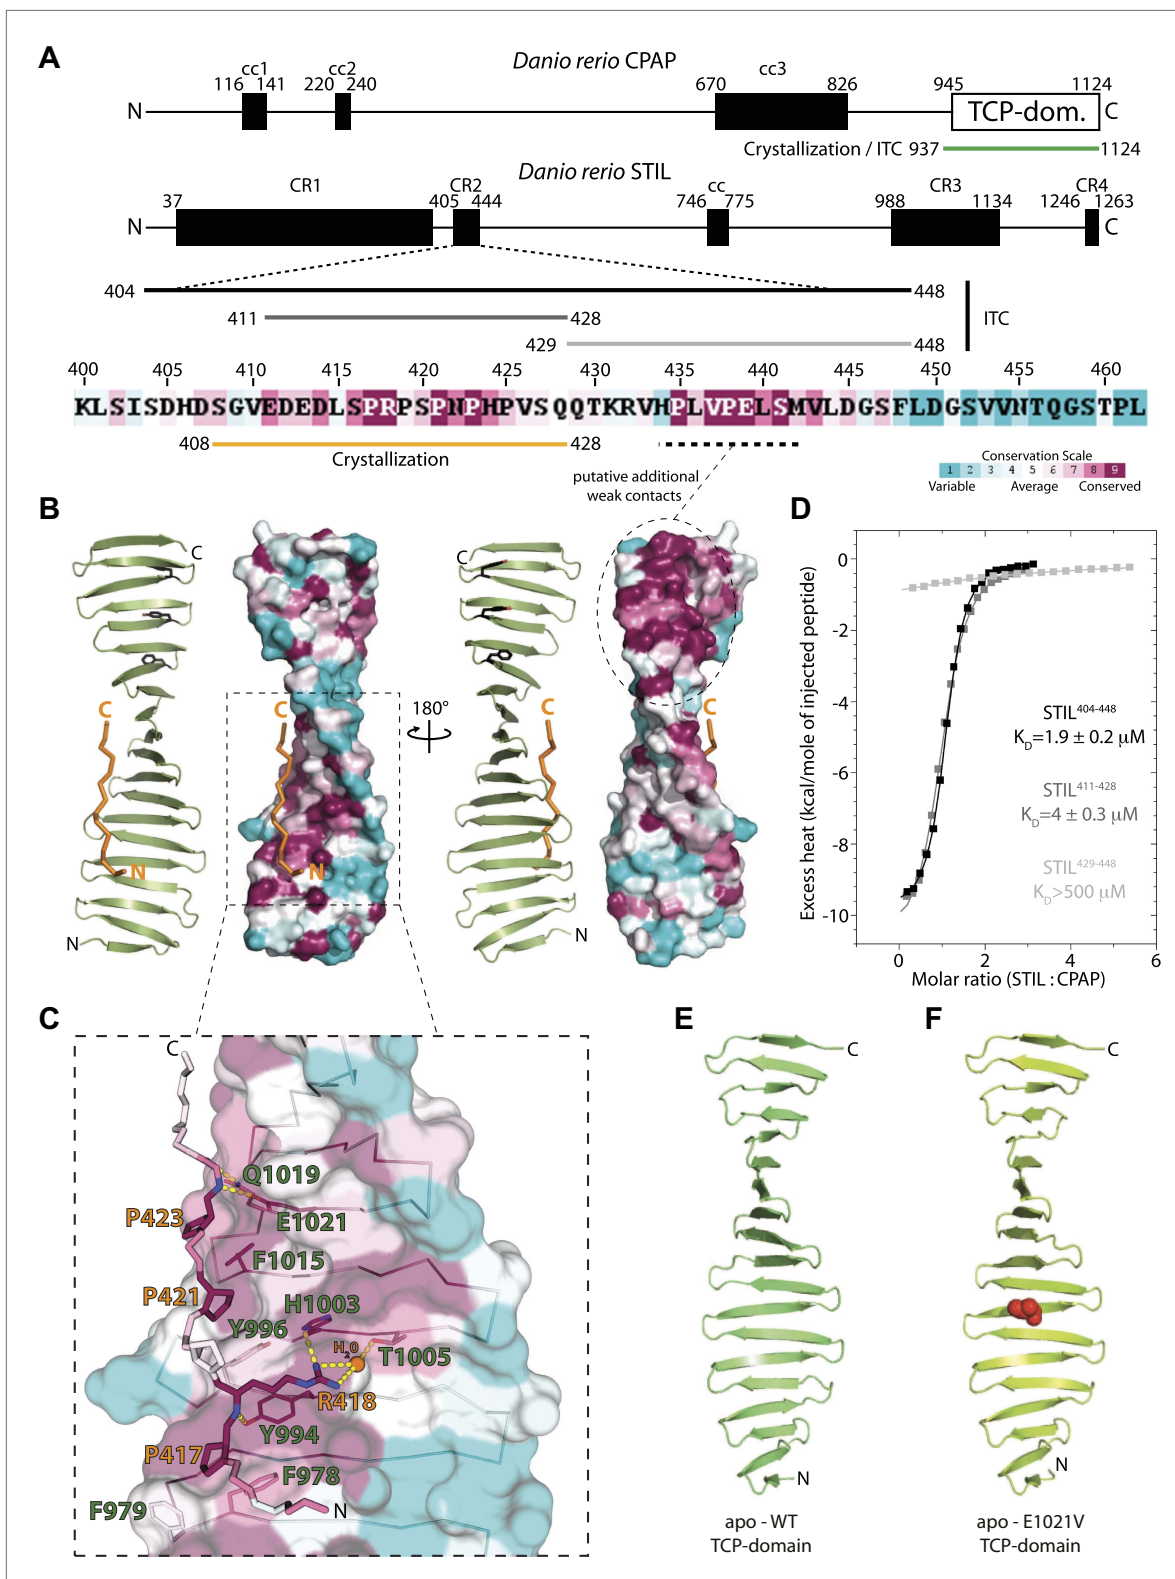 A
Danio rerio CPAP
cc1 cc2 cc3
116 141 220 240 670 826 945 1124
N TCP-dom. C
Crystallization / ITC 937 1124
Danio rerio STIL
CR1 CR2 cc CR3 CR4
37 405 444 746 775 988 1134 1246 1263
N C
404 448
411 428 ITC
429 448
400 405 410 415 420 425 430 435 440 445 450 455 460
KLSISDHDSGVEDEDLSPRPSPNPHPVSQQTKRVHPLVPELSMVLDGSFLDGSVVNTQGSTPL
408 428
Crystallization
putative additional
weak contacts
Conservation Scale
1 2 3 4 5 6 7 8 9
Variable Average Conserved
B
C
C
N
N
C
N
180°
C
C
N
C
D
Excess heat (kcal/mole of injected peptide)
0
-2
-4
-6
-8
-10
STIL404-448
KD=1.9 ± 0.2 µM
STIL411-428
KD=4 ± 0.3 µM
STIL429-448
KD>500 µM
0 2 4 6
Molar ratio (STIL : CPAP)
C
C
Q1019
P423
E1021
F1015
P421
H1003
Y996
H2O
T1005
R418
Y994
P417
F978
F979
N
E
C
N
apo - WT
TCP-domain
F
C
N
apo - E1021V
TCP-domain